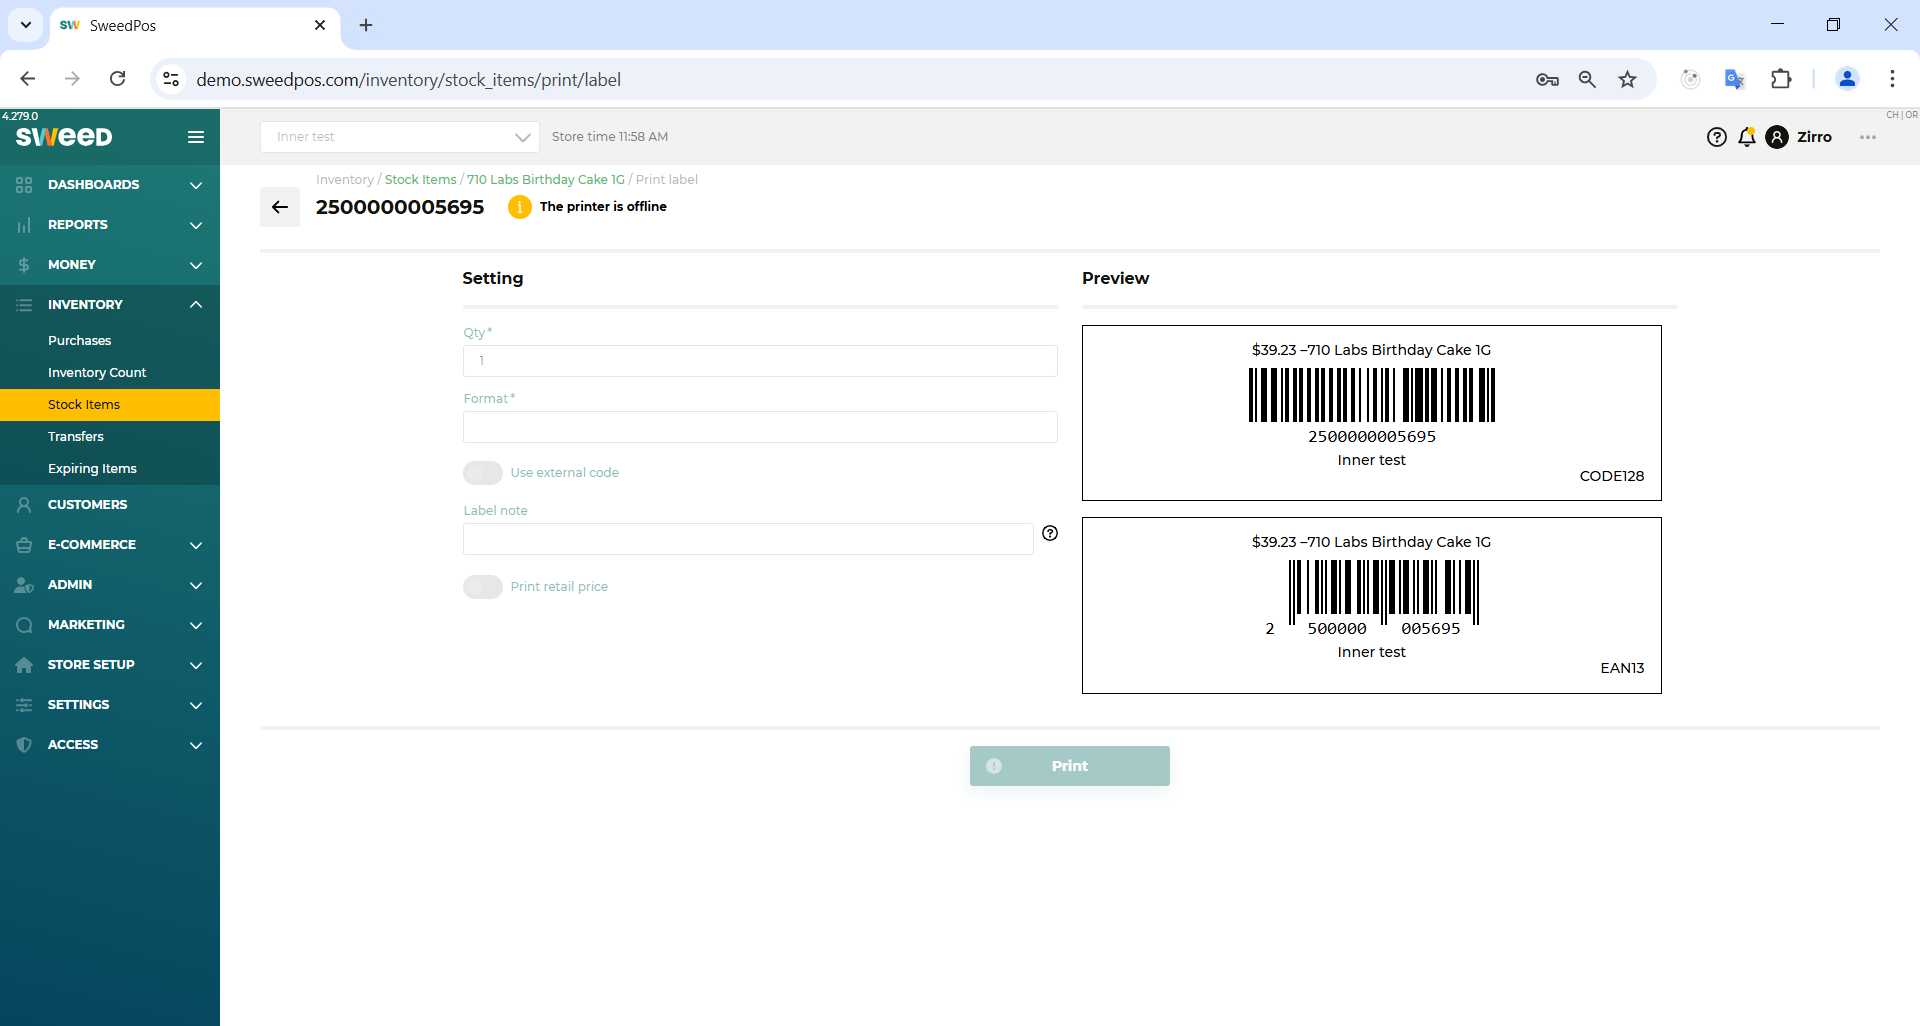 SweedPos
demo.sweedpos.com/inventory/stock_items/print/label
4.279.0
SWEED
Inner test
Store time 11:58 AM
Zirro
CH | OR
DASHBOARDS
REPORTS
MONEY
INVENTORY
Purchases
Inventory Count
Stock Items
Transfers
Expiring Items
CUSTOMERS
E-COMMERCE
ADMIN
MARKETING
STORE SETUP
SETTINGS
ACCESS
Inventory / Stock Items / 710 Labs Birthday Cake 1G / Print label
2500000005695
The printer is offline
Setting
Qty*
1
Format*
Use external code
Label note
Print retail price
Preview
$39.23 –710 Labs Birthday Cake 1G
2500000005695
Inner test
CODE128
$39.23 –710 Labs Birthday Cake 1G
2 500000 005695
Inner test
EAN13
Print